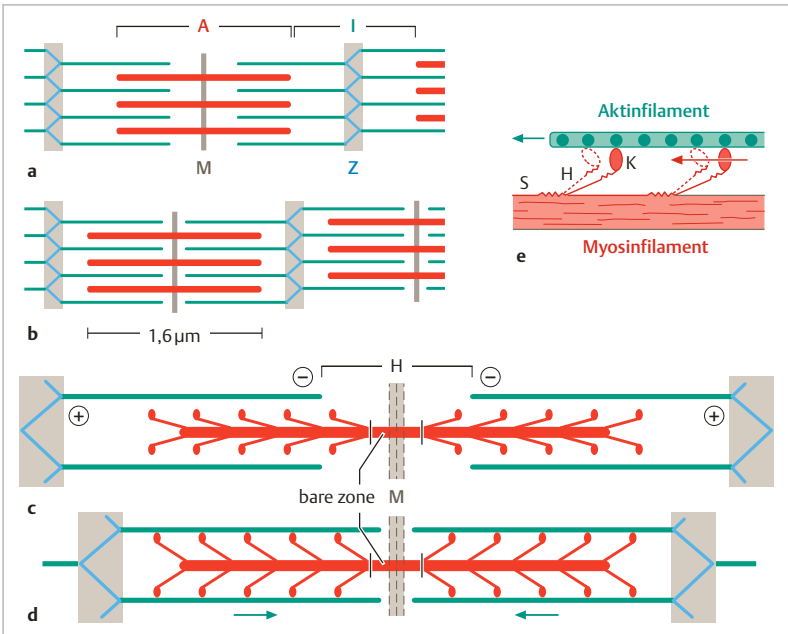 A I
a M Z
Aktinfilament
H K
S
Myosinfilament
e
b
1,6 µm
− H −
+ +
bare zone M
c
d